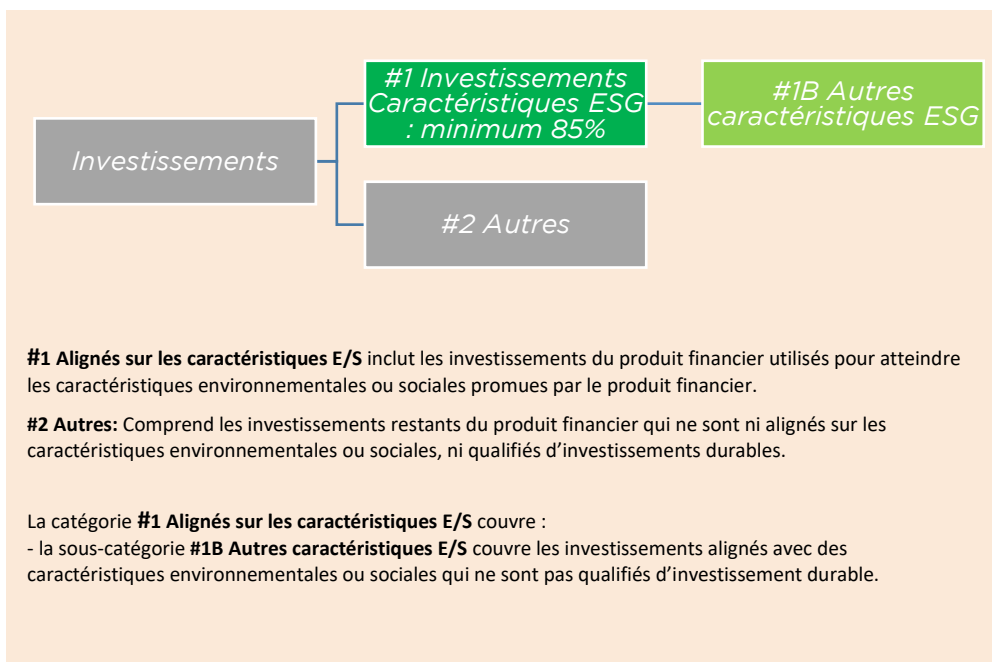 #1 Investissements
Caractéristiques ESG
: minimum 85%
#1B Autres
caractéristiques ESG
Investissements
#2 Autres
#1 Alignés sur les caractéristiques E/S inclut les investissements du produit financier utilisés pour atteindre
les caractéristiques environnementales ou sociales promues par le produit financier.
#2 Autres: Comprend les investissements restants du produit financier qui ne sont ni alignés sur les
caractéristiques environnementales ou sociales, ni qualifiés d’investissements durables.
La catégorie #1 Alignés sur les caractéristiques E/S couvre :
- la sous-catégorie #1B Autres caractéristiques E/S couvre les investissements alignés avec des
caractéristiques environnementales ou sociales qui ne sont pas qualifiés d’investissement durable.